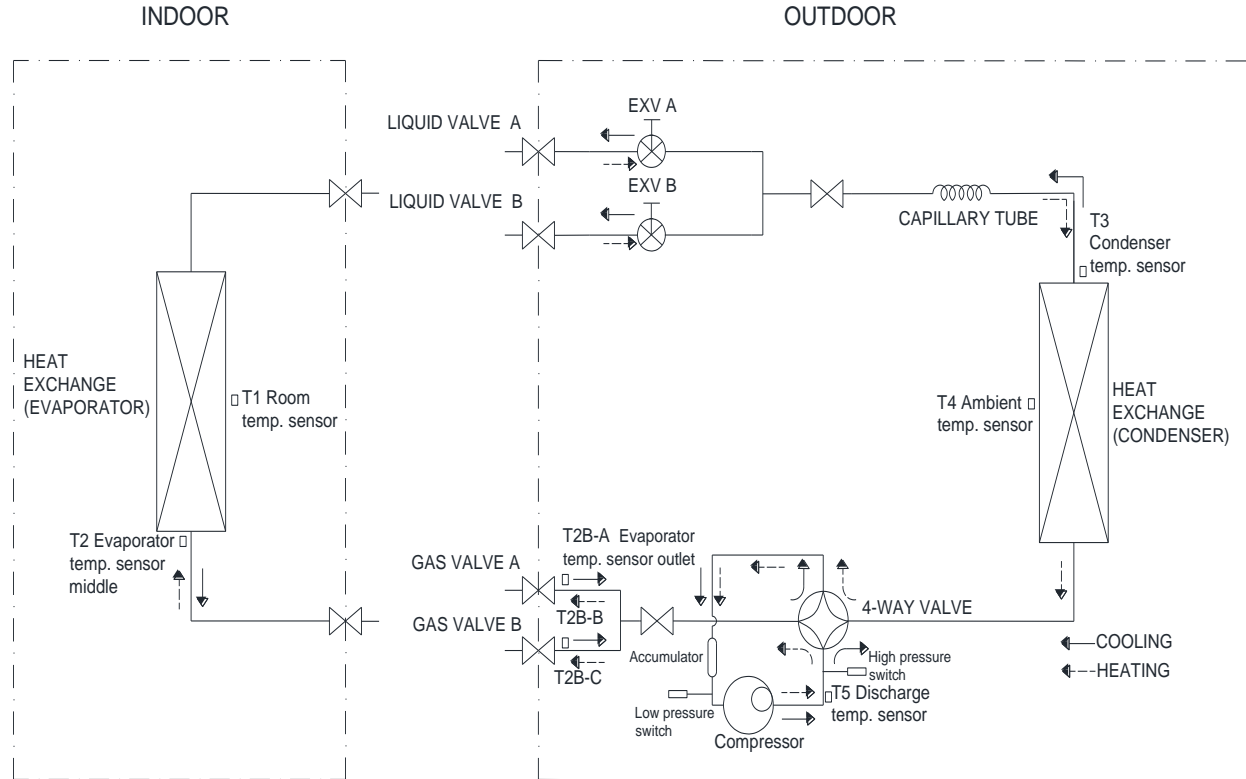 INDOOR
OUTDOOR
LIQUID VALVE  A
EXV A
LIQUID VALVE  B
EXV B
CAPILLARY TUBE
T3
Condenser
temp. sensor
HEAT
EXCHANGE
(EVAPORATOR)
T1 Room
temp. sensor
T4 Ambient
temp. sensor
HEAT
EXCHANGE
(CONDENSER)
T2 Evaporator
temp. sensor
middle
GAS VALVE A
T2B-A  Evaporator
temp. sensor outlet
T2B-B
GAS VALVE B
T2B-C
4-WAY VALVE
Accumulator
High pressure
switch
Low pressure
switch
T5 Discharge
temp. sensor
Compressor
COOLING
HEATING